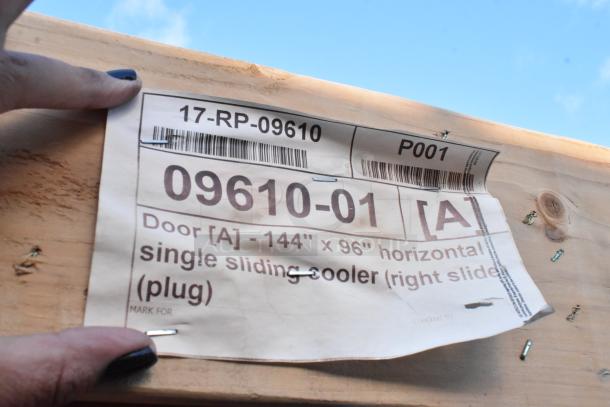 17-RP-09610
P001
09610-01
[A]
Door [A] - 144" x 96" horizontal
single sliding cooler (right slide
(plug)
MARK FOR